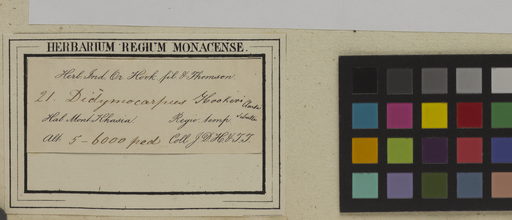 HERBARIUM REGIUM MONACENSE.
Herb. Ind. Or. Hook. fil. & Thomson.
21. Didymocarpus Hookeri Clarke
Hab. Mont. Khasia Regio. temp.
Alt. 5-6000 ped Coll. J.D.H. & T.T.